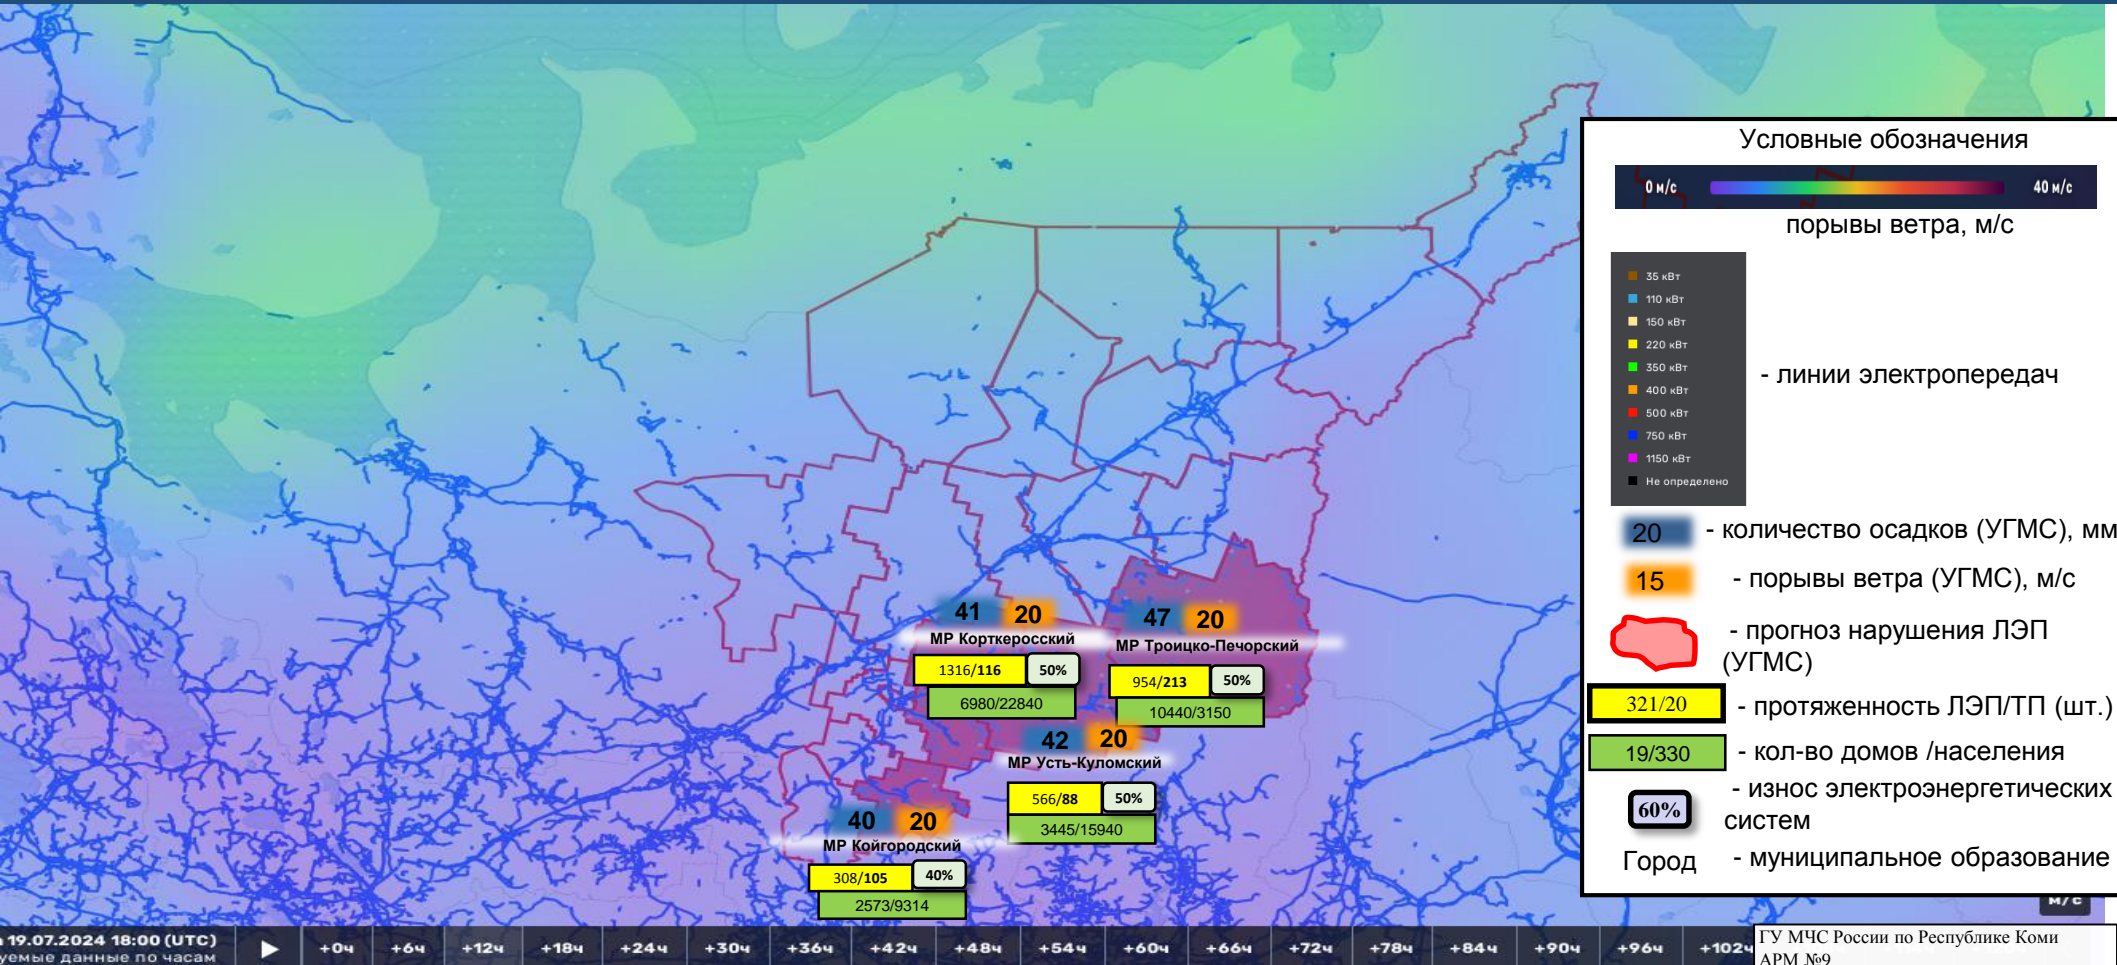 Условные обозначения
0 м/с
40 м/с
порывы ветра, м/с
35 кВт
110 кВт
150 кВт
220 кВт
350 кВт
400 кВт
500 кВт
750 кВт
1150 кВт
Не определено
- линии электропередач
20 - количество осадков (УГМС), мм
15 - порывы ветра (УГМС), м/с
- прогноз нарушения ЛЭП
(УГМС)
321/20 - протяженность ЛЭП/ТП (шт.)
19/330 - кол-во домов /населения
60% - износ электроэнергетических
систем
Город - муниципальное образование
41 20
МР Корткеросский
1316/116 50%
6980/22840
47 20
МР Троицко-Печорский
954/213 50%
10440/3150
42 20
МР Усть-Куломский
566/88 50%
3445/15940
40 20
МР Койгородский
308/105 40%
2573/9314
м/с
19.07.2024 18:00 (UTC)
данные по часам
+0ч +6ч +12ч +18ч +24ч +30ч +36ч +42ч +48ч +54ч +60ч +66ч +72ч +78ч +84ч +90ч +96ч +102ч
ГУ МЧС России по Республике Коми
АРМ №9